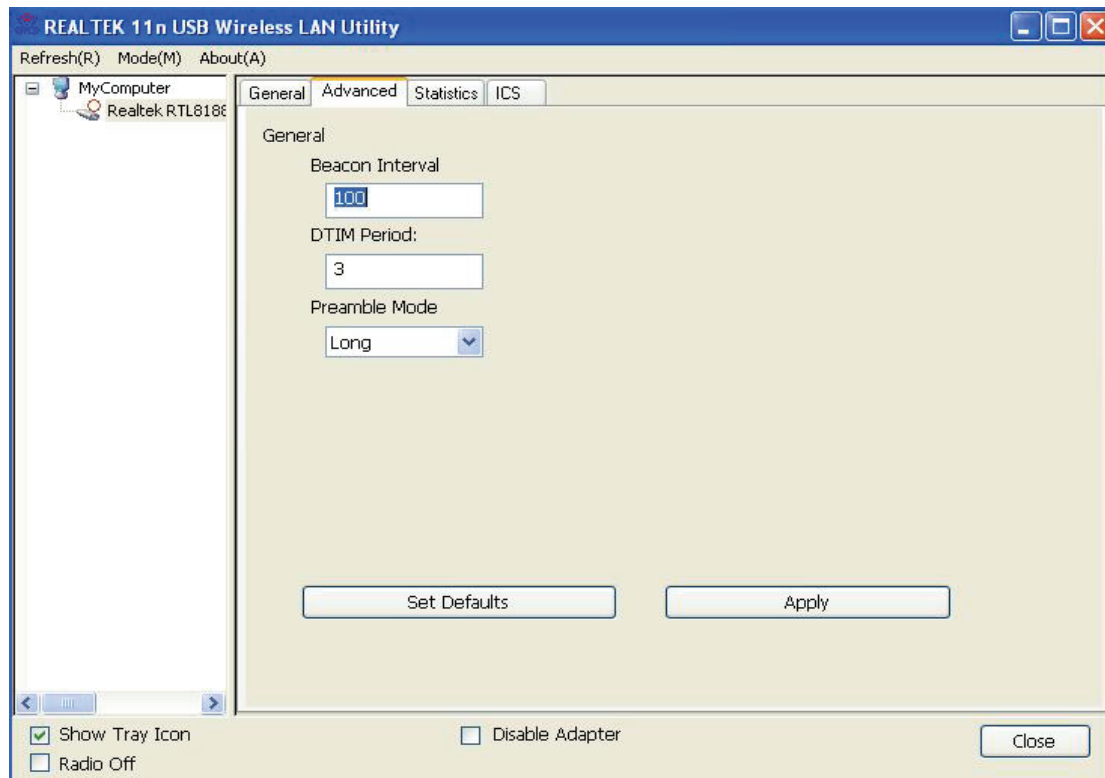 REALTEK 11n USB Wireless LAN Utility
Refresh(R) Mode(M) About(A)
MyComputer
Realtek RTL8188
General Advanced Statistics ICS
General
Beacon Interval
100
DTIM Period:
3
Preamble Mode
Long
Set Defaults Apply
Show Tray Icon Disable Adapter
Radio Off
Close